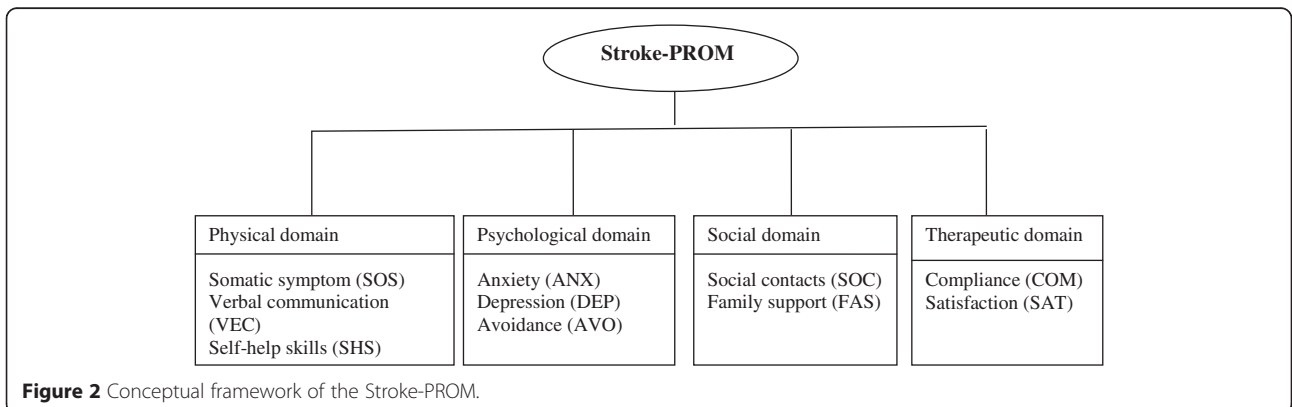 Stroke-PROM
Physical domain
Somatic symptom (SOS)
Verbal communication
(VEC)
Self-help skills (SHS)
Psychological domain
Anxiety (ANX)
Depression (DEP)
Avoidance (AVO)
Social domain
Social contacts (SOC)
Family support (FAS)
Therapeutic domain
Compliance (COM)
Satisfaction (SAT)
Figure 2 Conceptual framework of the Stroke-PROM.